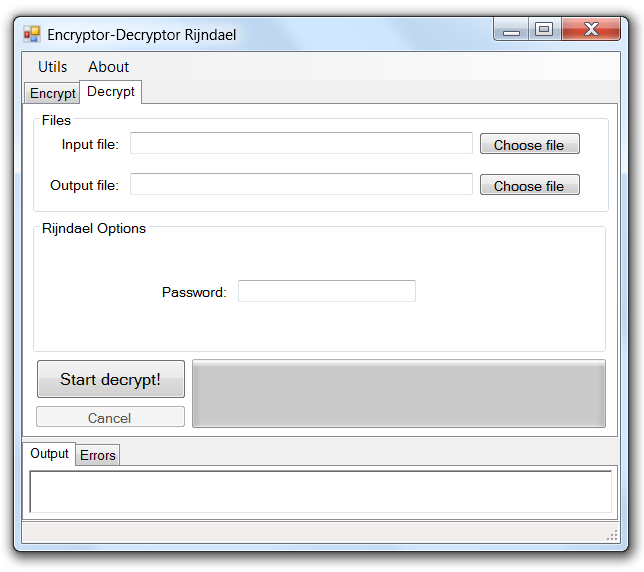 Encryptor-Decryptor Rijndael
Utils About
Encrypt Decrypt
Files
Input file: Choose file
Output file: Choose file
Rijndael Options
Password:
Start decrypt!
Cancel
Output Errors